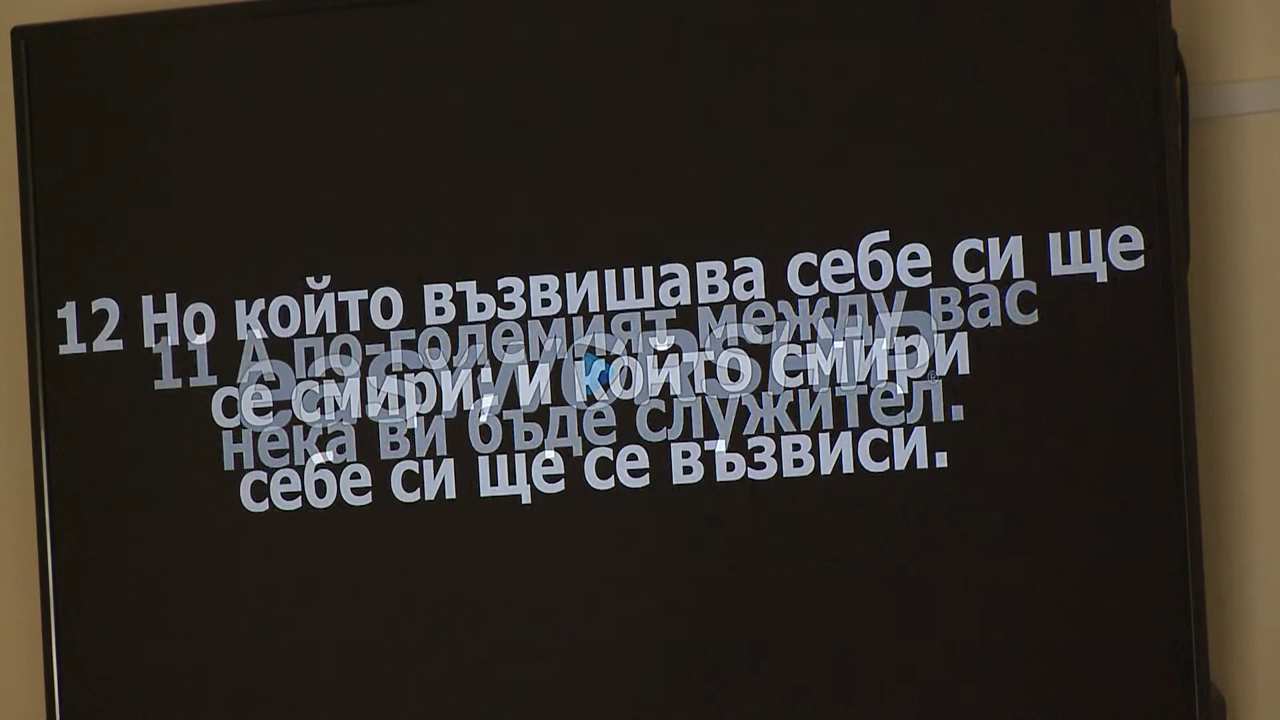 12 Но който възвишава себе си ще
се смири; и който смири
себе си ще се възвиси.
11 А по-големият между вас
нека ви бъде служител.